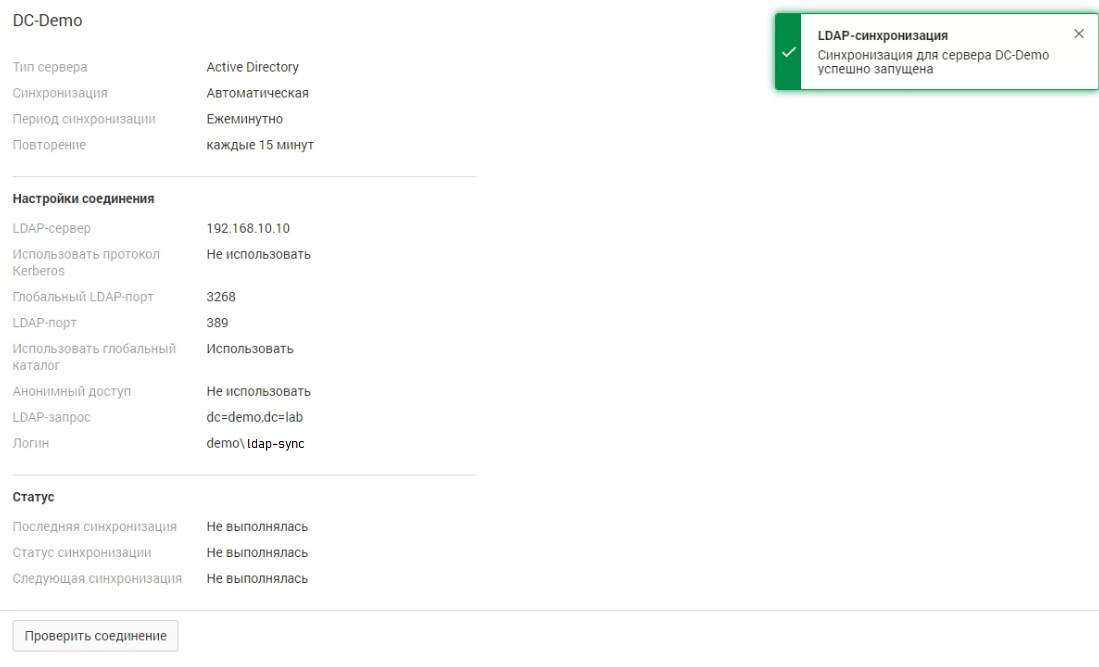 DC-Demo
LDAP-синхронизация
Синхронизация для сервера DC-Demo
успешно запущена
Тип сервера Active Directory
Синхронизация Автоматическая
Период синхронизации Ежеминутно
Повторение каждые 15 минут
Настройки соединения
LDAP-сервер 192.168.10.10
Использовать протокол Не использовать
Kerberos
Глобальный LDAP-порт 3268
LDAP-порт 389
Использовать глобальный Использовать
каталог
Анонимный доступ Не использовать
LDAP-запрос dc=demo,dc=lab
Логин demo\ldap-sync
Статус
Последняя синхронизация Не выполнялась
Статус синхронизации Не выполнялась
Следующая синхронизация Не выполнялась
Проверить соединение